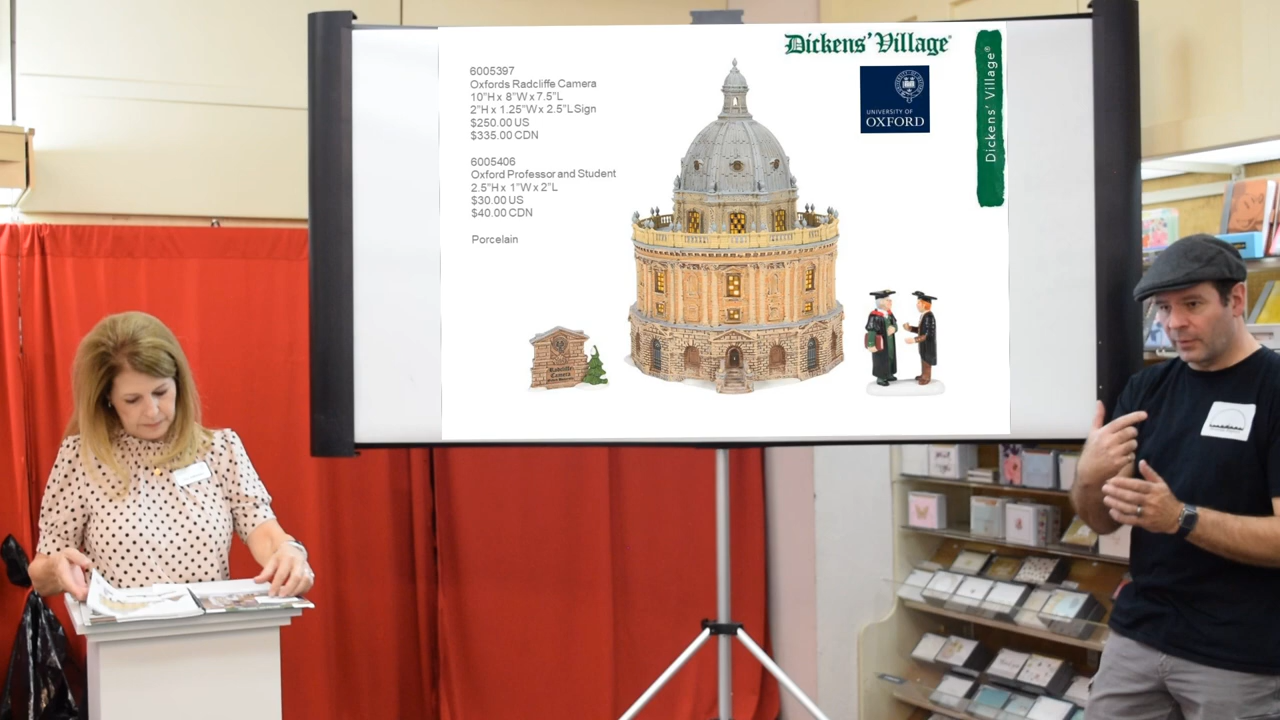 Dickens' Village®
6005397
Oxfords Radcliffe Camera
10"H x 8"W x 7.5"L
2"H x 1.25"W x 2.5"L Sign
$250.00 US
$335.00 CDN
6005406
Oxford Professor and Student
2.5"H x 1"W x 2"L
$30.00 US
$40.00 CDN
Porcelain
UNIVERSITY OF
OXFORD
Dickens' Village®
Radcliffe
Camera